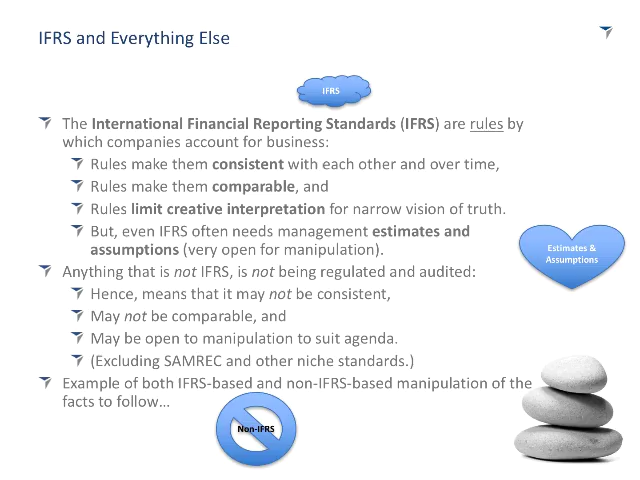 IFRS and Everything Else
IFRS
The International Financial Reporting Standards (IFRS) are rules by
which companies account for business:
Rules make them consistent with each other and over time,
Rules make them comparable, and
Rules limit creative interpretation for narrow vision of truth.
But, even IFRS often needs management estimates and
assumptions (very open for manipulation).
Estimates &
Assumptions
Anything that is not IFRS, is not being regulated and audited:
Hence, means that it may not be consistent,
May not be comparable, and
May be open to manipulation to suit agenda.
(Excluding SAMREC and other niche standards.)
Example of both IFRS-based and non-IFRS-based manipulation of the
facts to follow…
Non-IFRS